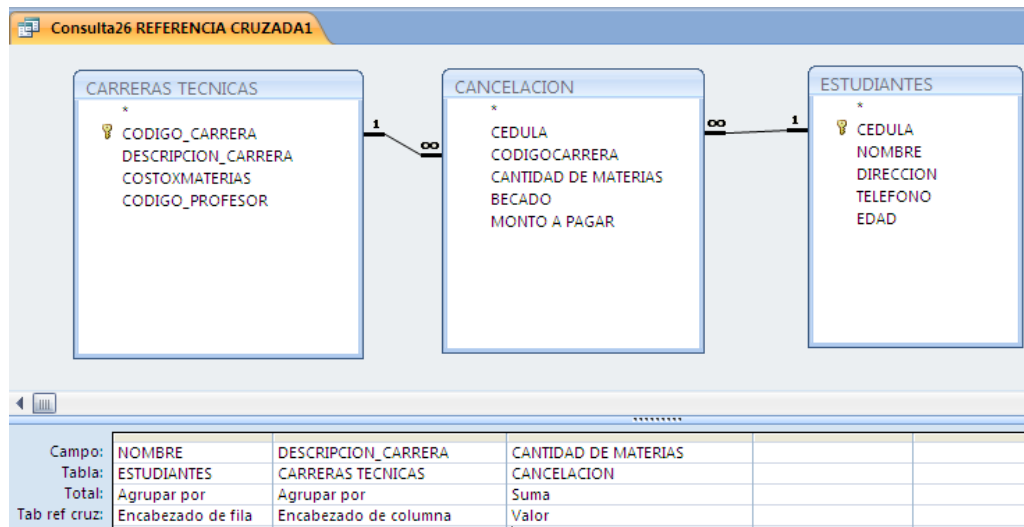 Consulta26 REFERENCIA CRUZADA1
CARRERAS TECNICAS
*
CODIGO_CARRERA
DESCRIPCION_CARRERA
COSTOXMATERIAS
CODIGO_PROFESOR
1
∞
CANCELACION
*
CEDULA
CODIGOCARRERA
CANTIDAD DE MATERIAS
BECADO
MONTO A PAGAR
∞
1
ESTUDIANTES
*
CEDULA
NOMBRE
DIRECCION
TELEFONO
EDAD
Campo: NOMBRE DESCRIPCION_CARRERA CANTIDAD DE MATERIAS
Tabla: ESTUDIANTES CARRERAS TECNICAS CANCELACION
Total: Agrupar por Agrupar por Suma
Tab ref cruz: Encabezado de fila Encabezado de columna Valor